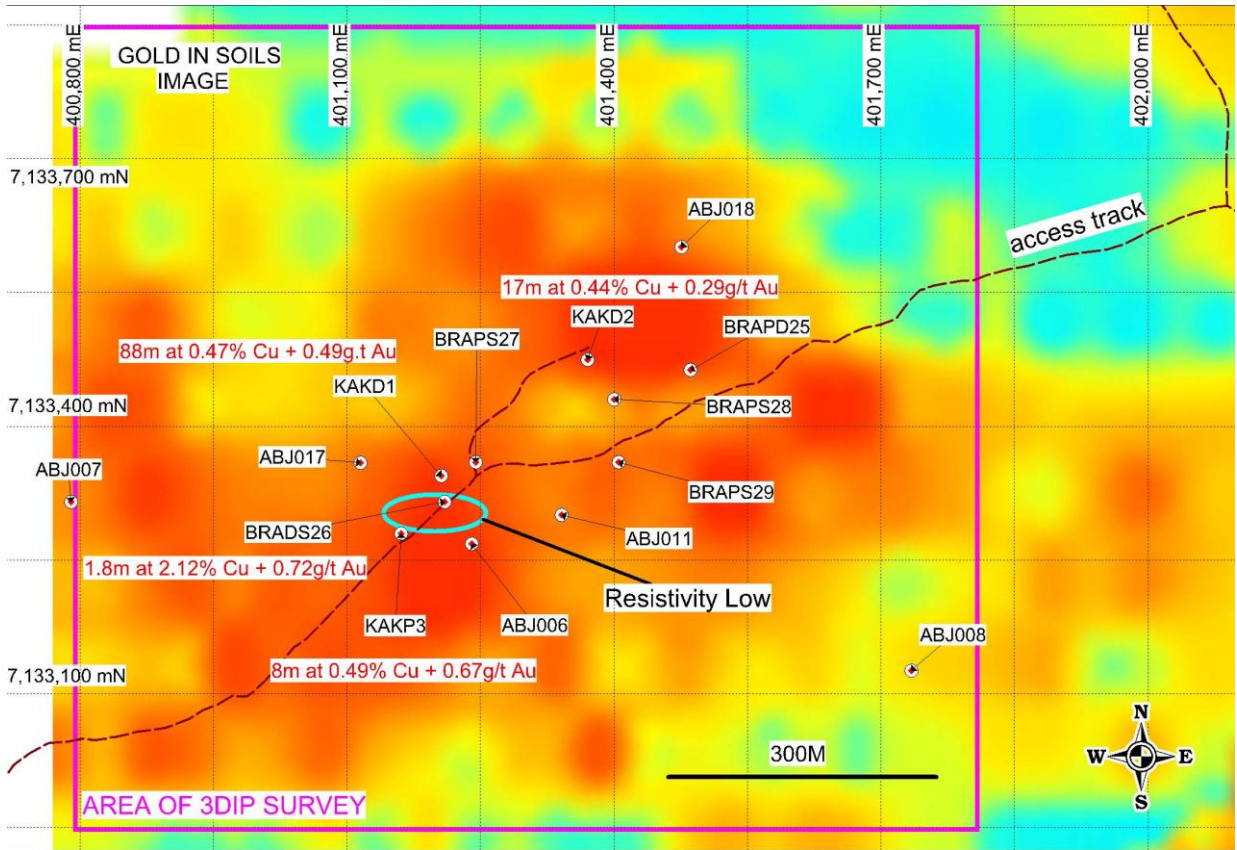 GOLD IN SOILS
IMAGE
400,800 mE
401,100 mE
401,400 mE
401,700 mE
402,000 mE
7,133,700 mN
ABJ018
access track
17m at 0.44% Cu + 0.29g/t Au
KAKD2
BRAPD25
BRAPS27
88m at 0.47% Cu + 0.49g.t Au
KAKD1
7,133,400 mN
BRAPS28
ABJ017
ABJ007
BRAPS29
BRADS26
ABJ011
1.8m at 2.12% Cu + 0.72g/t Au
Resistivity Low
KAKP3
ABJ006
ABJ008
8m at 0.49% Cu + 0.67g/t Au
7,133,100 mN
300M
N
W
E
S
AREA OF 3DIP SURVEY